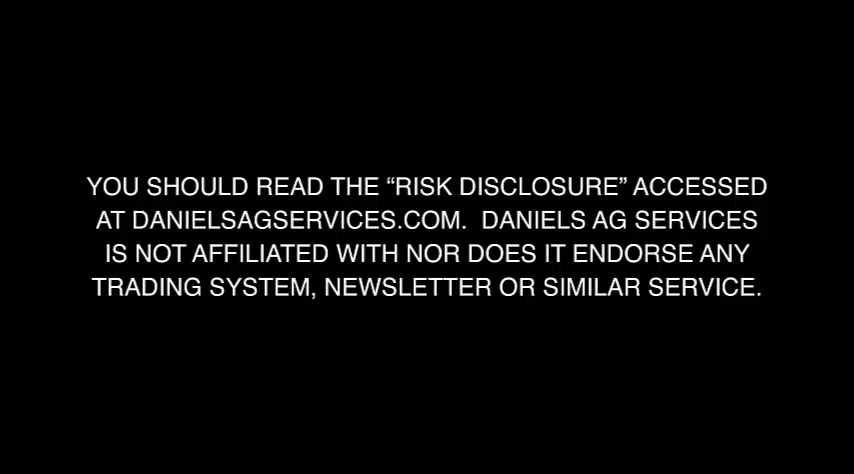 YOU SHOULD READ THE “RISK DISCLOSURE” ACCESSED
AT DANIELSAGSERVICES.COM.  DANIELS AG SERVICES
IS NOT AFFILIATED WITH NOR DOES IT ENDORSE ANY
TRADING SYSTEM, NEWSLETTER OR SIMILAR SERVICE.